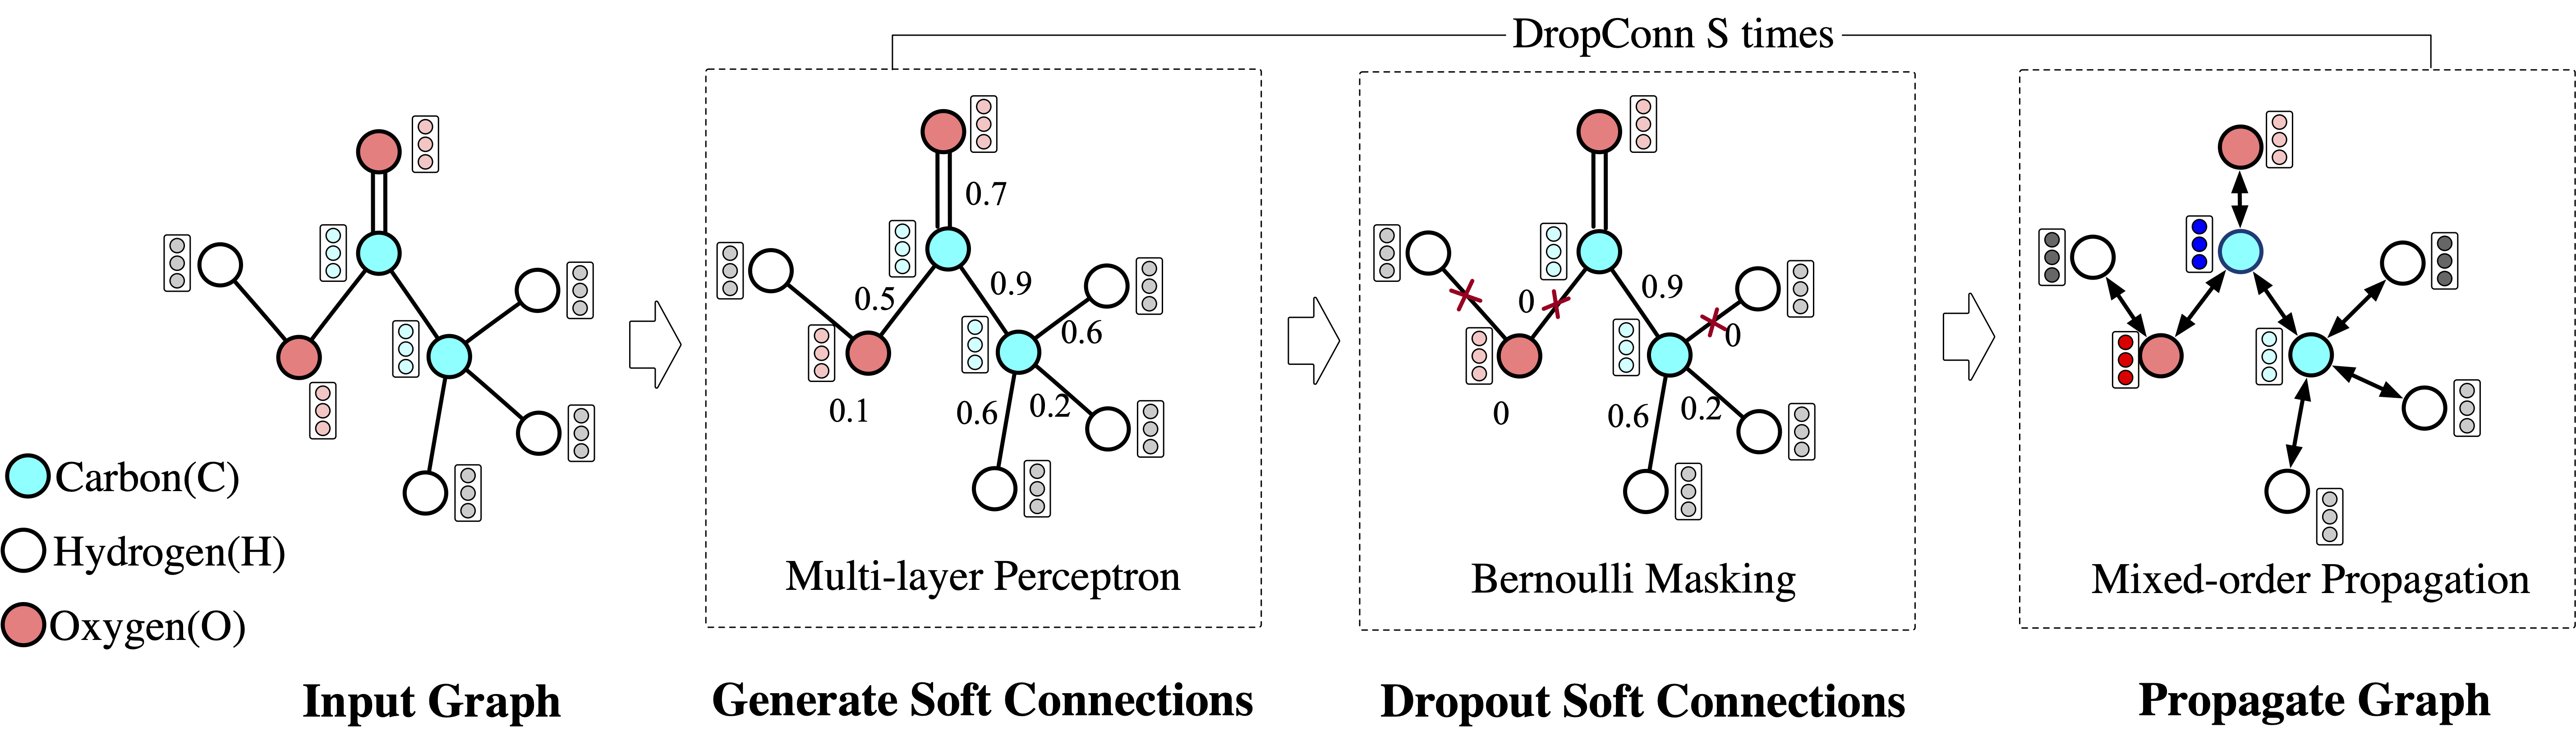 DropConn S times
0.7
0.5
0.9
0.6
0.1
0.6
0.2
Multi-layer Perceptron
0
0.9
0
0
0.6
0.2
Bernoulli Masking
Mixed-order Propagation
Carbon(C)
Hydrogen(H)
Oxygen(O)
Input Graph
Generate Soft Connections
Dropout Soft Connections
Propagate Graph